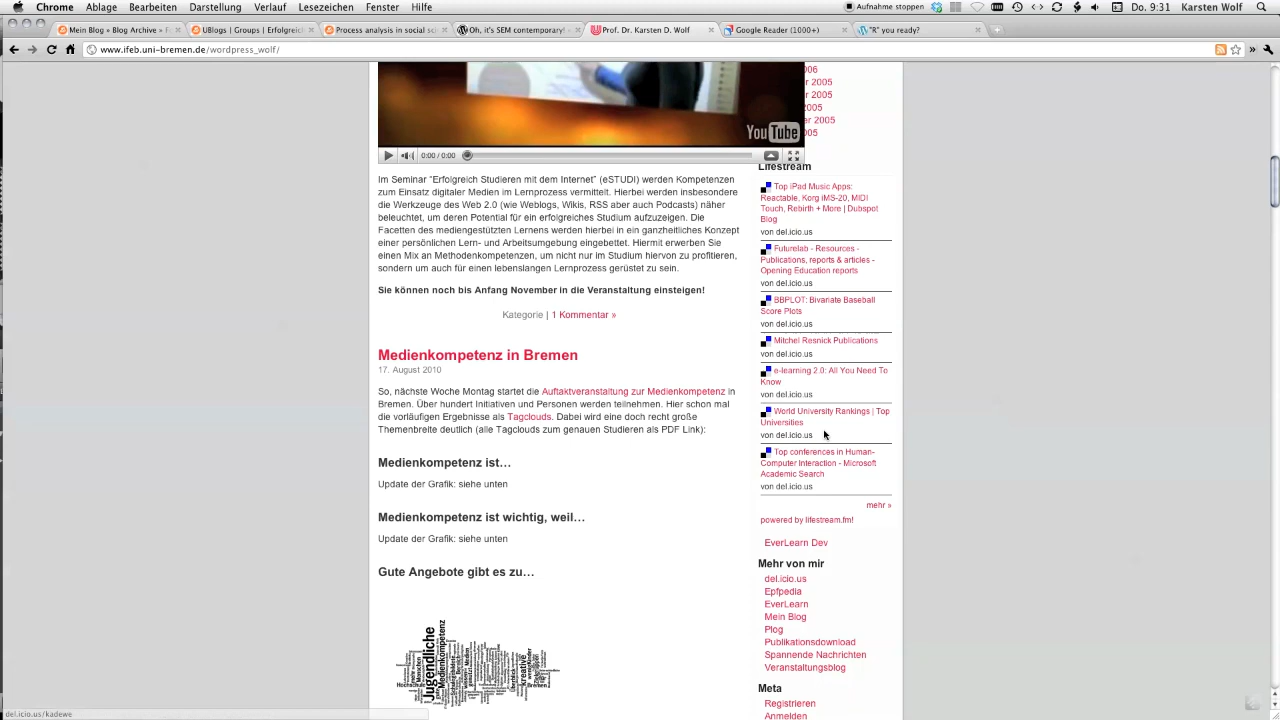 Chrome Ablage Bearbeiten Darstellung Verlauf Lesezeichen Fenster Hilfe Aufnahme stoppen Do. 9:31 Karsten Wolf
Mein Blog » Blog Archive » F UBlogs | Groups | Erfolgreich Process analysis in social sc Oh, it's SEM contemporary! Prof. Dr. Karsten D. Wolf Google Reader (1000+) "R" you ready?
www.ifeb.uni-bremen.de/wordpress_wolf/
YouTube
0:00 / 0:00
Im Seminar "Erfolgreich Studieren mit dem Internet" (eSTUDI) werden Kompetenzen
zum Einsatz digitaler Medien im Lernprozess vermittelt. Hierbei werden insbesondere
die Werkzeuge des Web 2.0 (wie Weblogs, Wikis, RSS aber auch Podcasts) näher
beleuchtet, um deren Potential für ein erfolgreiches Studium aufzuzeigen. Die
Facetten des mediengestützten Lernens werden hierbei in ein ganzheitliches Konzept
einer persönlichen Lern- und Arbeitsumgebung eingebettet. Hiermit erwerben Sie
einen Mix an Methodenkompetenzen, um nicht nur im Studium hiervon zu profitieren,
sondern um auch für einen lebenslangen Lernprozess gerüstet zu sein.
Sie können noch bis Anfang November in die Veranstaltung einsteigen!
Kategorie | 1 Kommentar »
Medienkompetenz in Bremen
17. August 2010
So, nächste Woche Montag startet die Auftaktveranstaltung zur Medienkompetenz in
Bremen. Über hundert Initiativen und Personen werden teilnehmen. Hier schon mal
die vorläufigen Ergebnisse als Tagclouds. Dabei wird eine doch recht große
Themenbreite deutlich (alle Tagclouds zum genauen Studieren als PDF Link):
Medienkompetenz ist…
Update der Grafik: siehe unten
Medienkompetenz ist wichtig, weil…
Update der Grafik: siehe unten
Gute Angebote gibt es zu…
Jugendliche
Medienkompetenz
kreative
Bremen
006
r 2005
r 2005
005
er 2005
005
Lifestream
Top iPad Music Apps:
Reactable, Korg iMS-20, MIDI
Touch, Rebirth + More | Dubspot
Blog
von del.icio.us
Futurelab - Resources -
Publications, reports & articles -
Opening Education reports
von del.icio.us
BBPLOT: Bivariate Baseball
Score Plots
von del.icio.us
Mitchel Resnick Publications
von del.icio.us
e-learning 2.0: All You Need To
Know
von del.icio.us
World University Rankings | Top
Universities
von del.icio.us
Top conferences in Human-
Computer Interaction - Microsoft
Academic Search
von del.icio.us
mehr »
powered by lifestream.fm!
EverLearn Dev
Mehr von mir
del.icio.us
Epfpedia
EverLearn
Mein Blog
Plog
Publikationsdownload
Spannende Nachrichten
Veranstaltungsblog
Meta
Registrieren
Anmelden
del.icio.us/kadewe